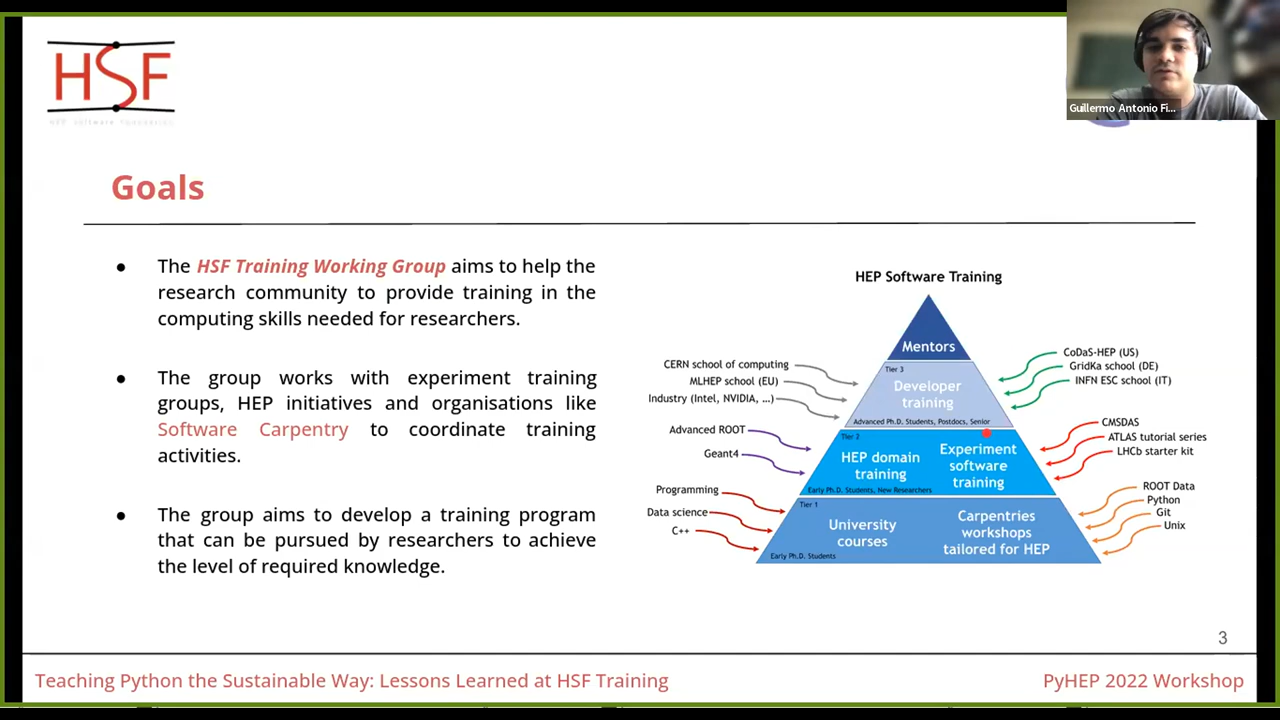 HSF
HEP Software Foundation
Guillermo Antonio Fi...
Goals
● The HSF Training Working Group aims to help the
research community to provide training in the
computing skills needed for researchers.
● The group works with experiment training
groups, HEP initiatives and organisations like
Software Carpentry to coordinate training
activities.
● The group aims to develop a training program
that can be pursued by researchers to achieve
the level of required knowledge.
HEP Software Training
Mentors
CERN school of computing
MLHEP school (EU)
Industry (Intel, NVIDIA, ...)
Tier 3
Developer
training
Advanced Ph.D. Students, Postdocs, Senior
CoDaS-HEP (US)
GridKa school (DE)
INFN ESC school (IT)
Advanced ROOT
Geant4
Tier 2
HEP domain
training
Early Ph.D. Students, New Researchers
Experiment
software
training
CMSDAS
ATLAS tutorial series
LHCb starter kit
Programming
Data science
C++
Tier 1
University
courses
Early Ph.D. Students
Carpentries
workshops
tailored for HEP
ROOT Data
Python
Git
Unix
3
Teaching Python the Sustainable Way: Lessons Learned at HSF Training
PyHEP 2022 Workshop